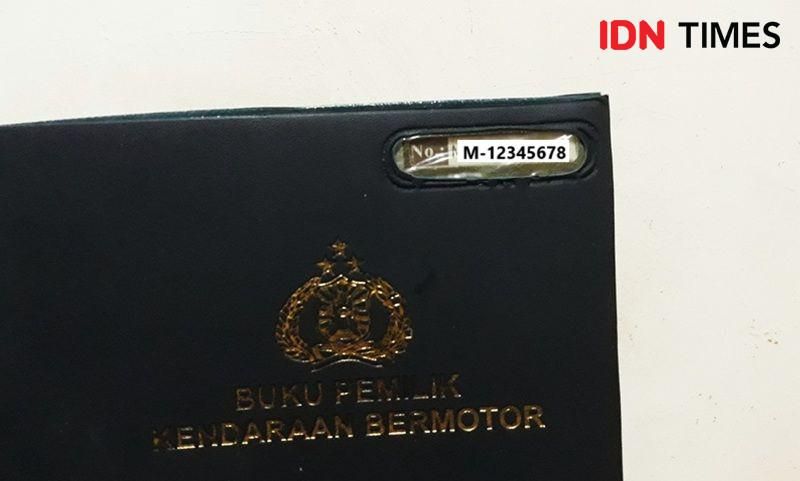 IDN TIMES
No.: M-12345678
BUKU PEMILIK
KENDARAAN BERMOTOR